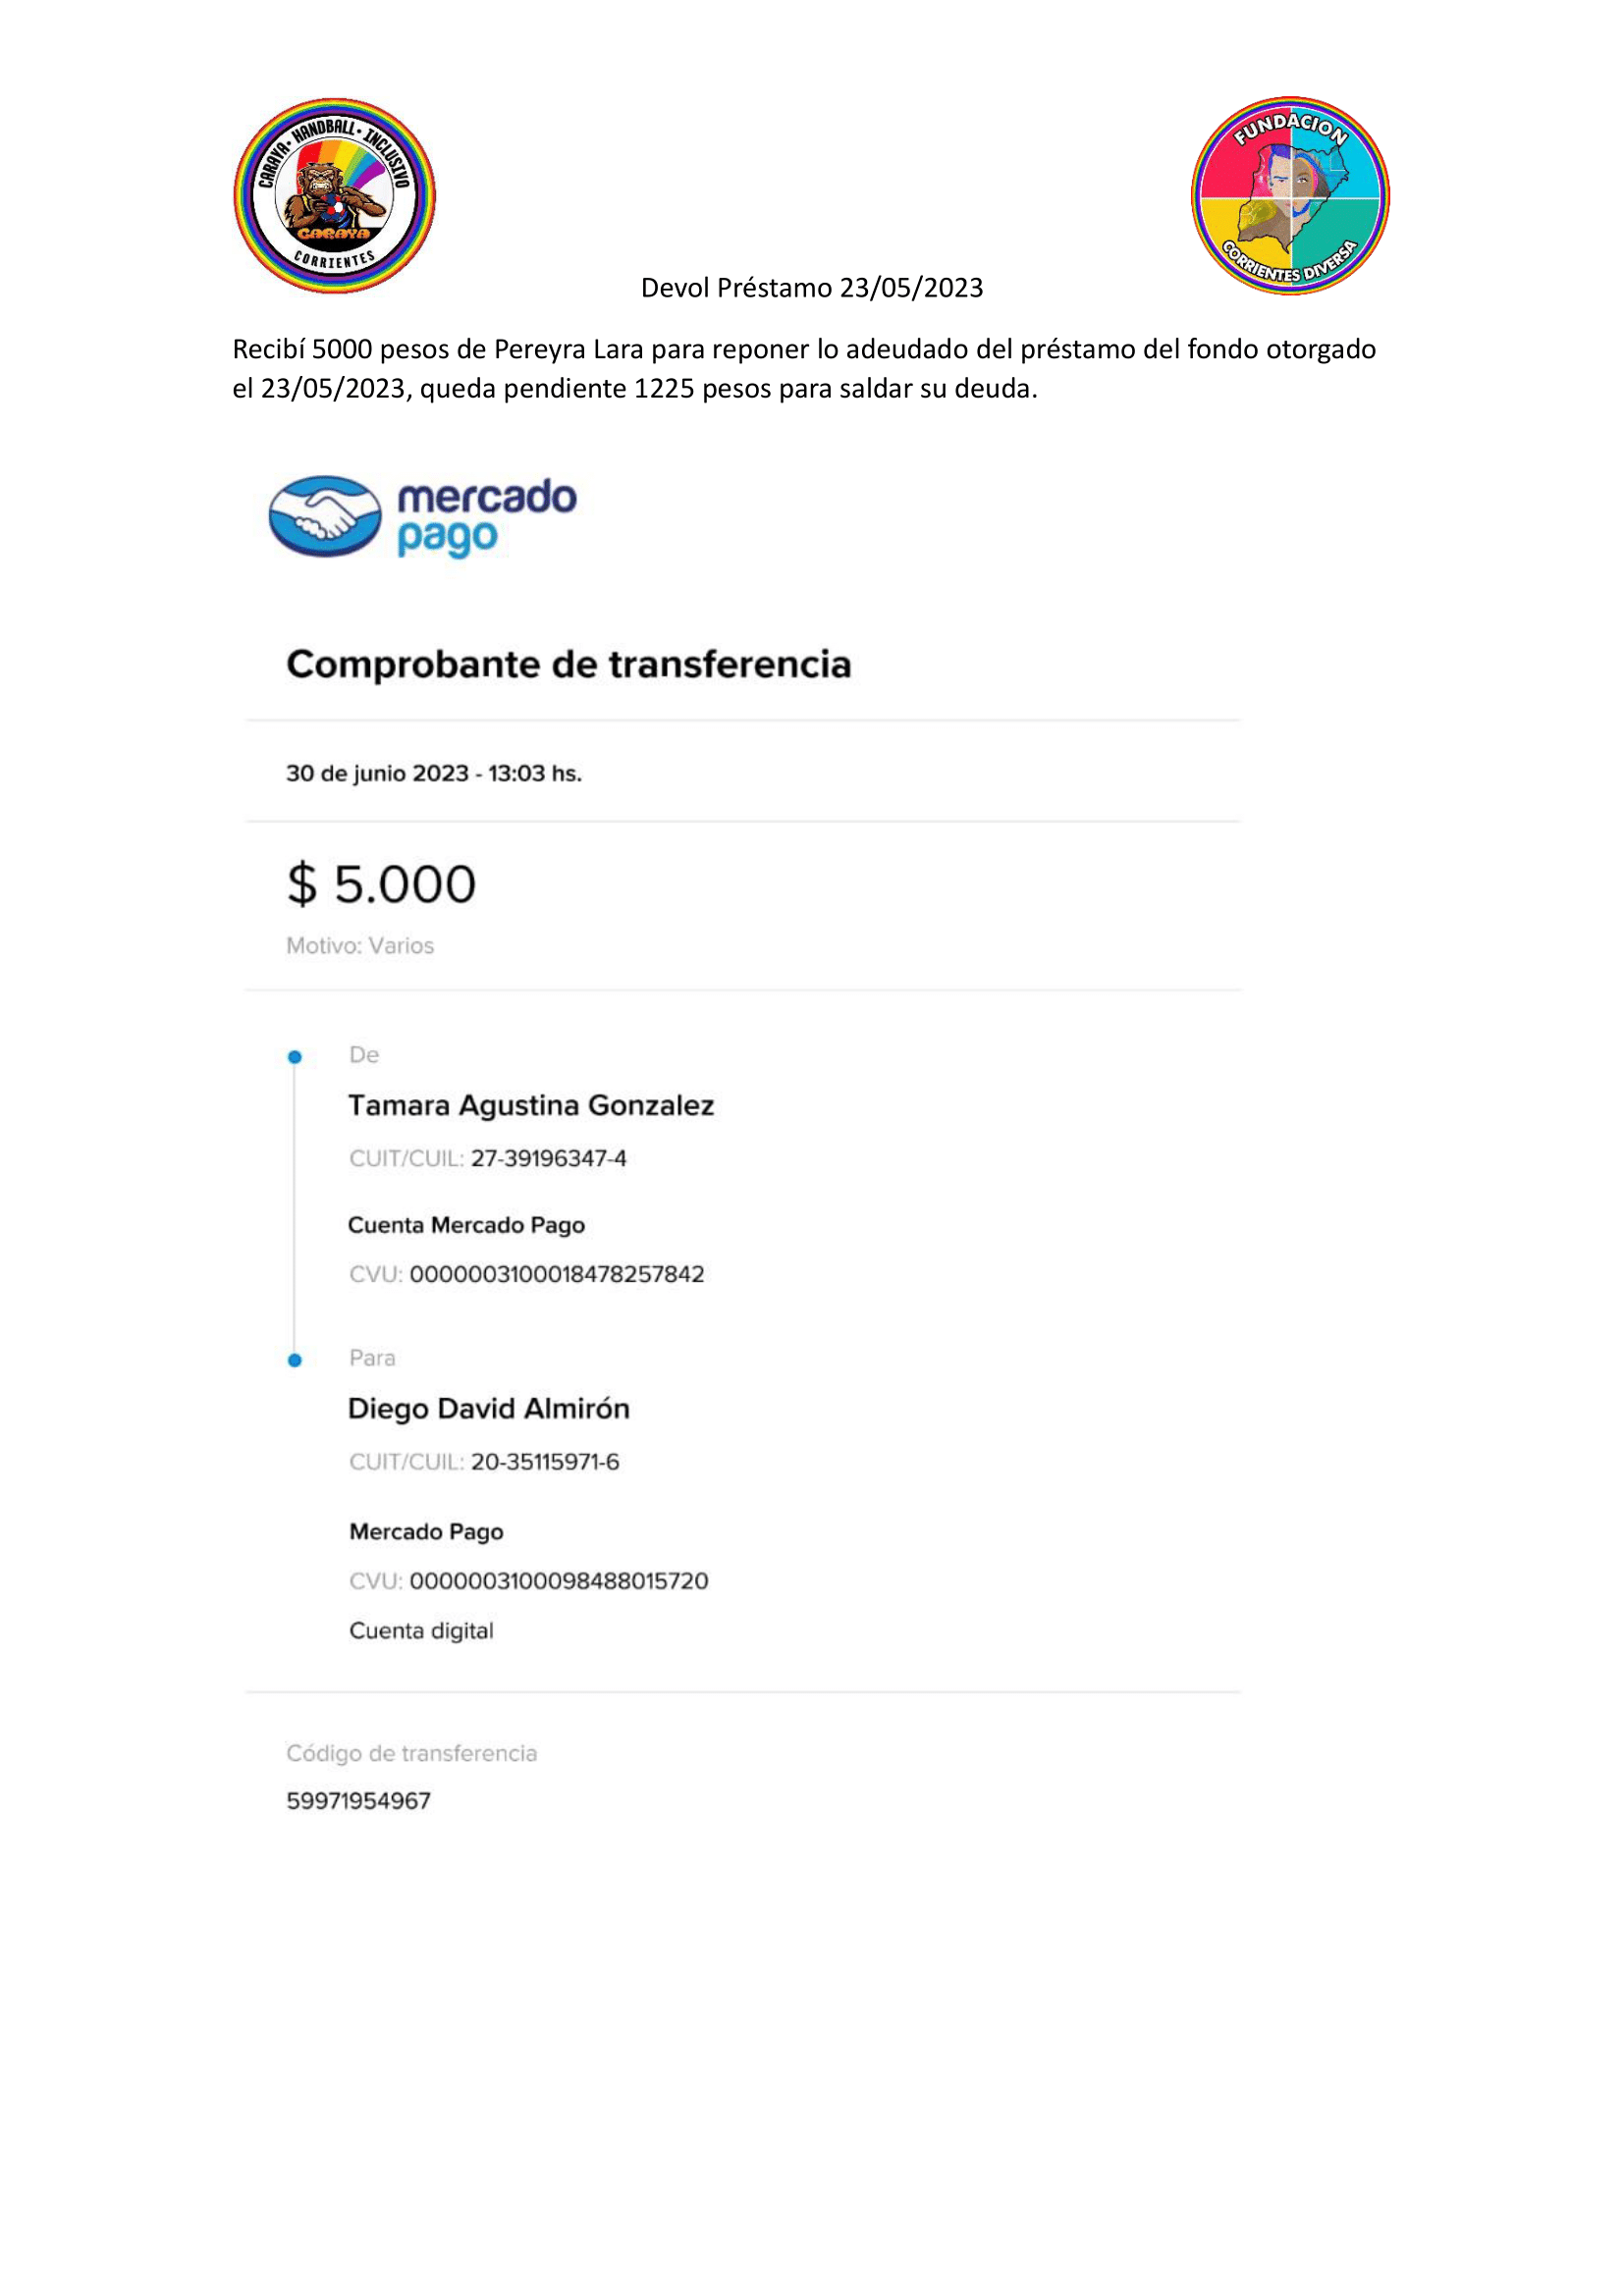 CARAYA• HANDBALL• INCLUSIVO
CARAYA
CORRIENTES
FUNDACION
CORRIENTES DIVERSA
Devol Préstamo 23/05/2023
Recibí 5000 pesos de Pereyra Lara para reponer lo adeudado del préstamo del fondo otorgado
el 23/05/2023, queda pendiente 1225 pesos para saldar su deuda.
mercado
pago
Comprobante de transferencia
30 de junio 2023 - 13:03 hs.
$ 5.000
Motivo: Varios
De
Tamara Agustina Gonzalez
CUIT/CUIL: 27-39196347-4
Cuenta Mercado Pago
CVU: 0000003100018478257842
Para
Diego David Almirón
CUIT/CUIL: 20-35115971-6
Mercado Pago
CVU: 0000003100098488015720
Cuenta digital
Código de transferencia
59971954967